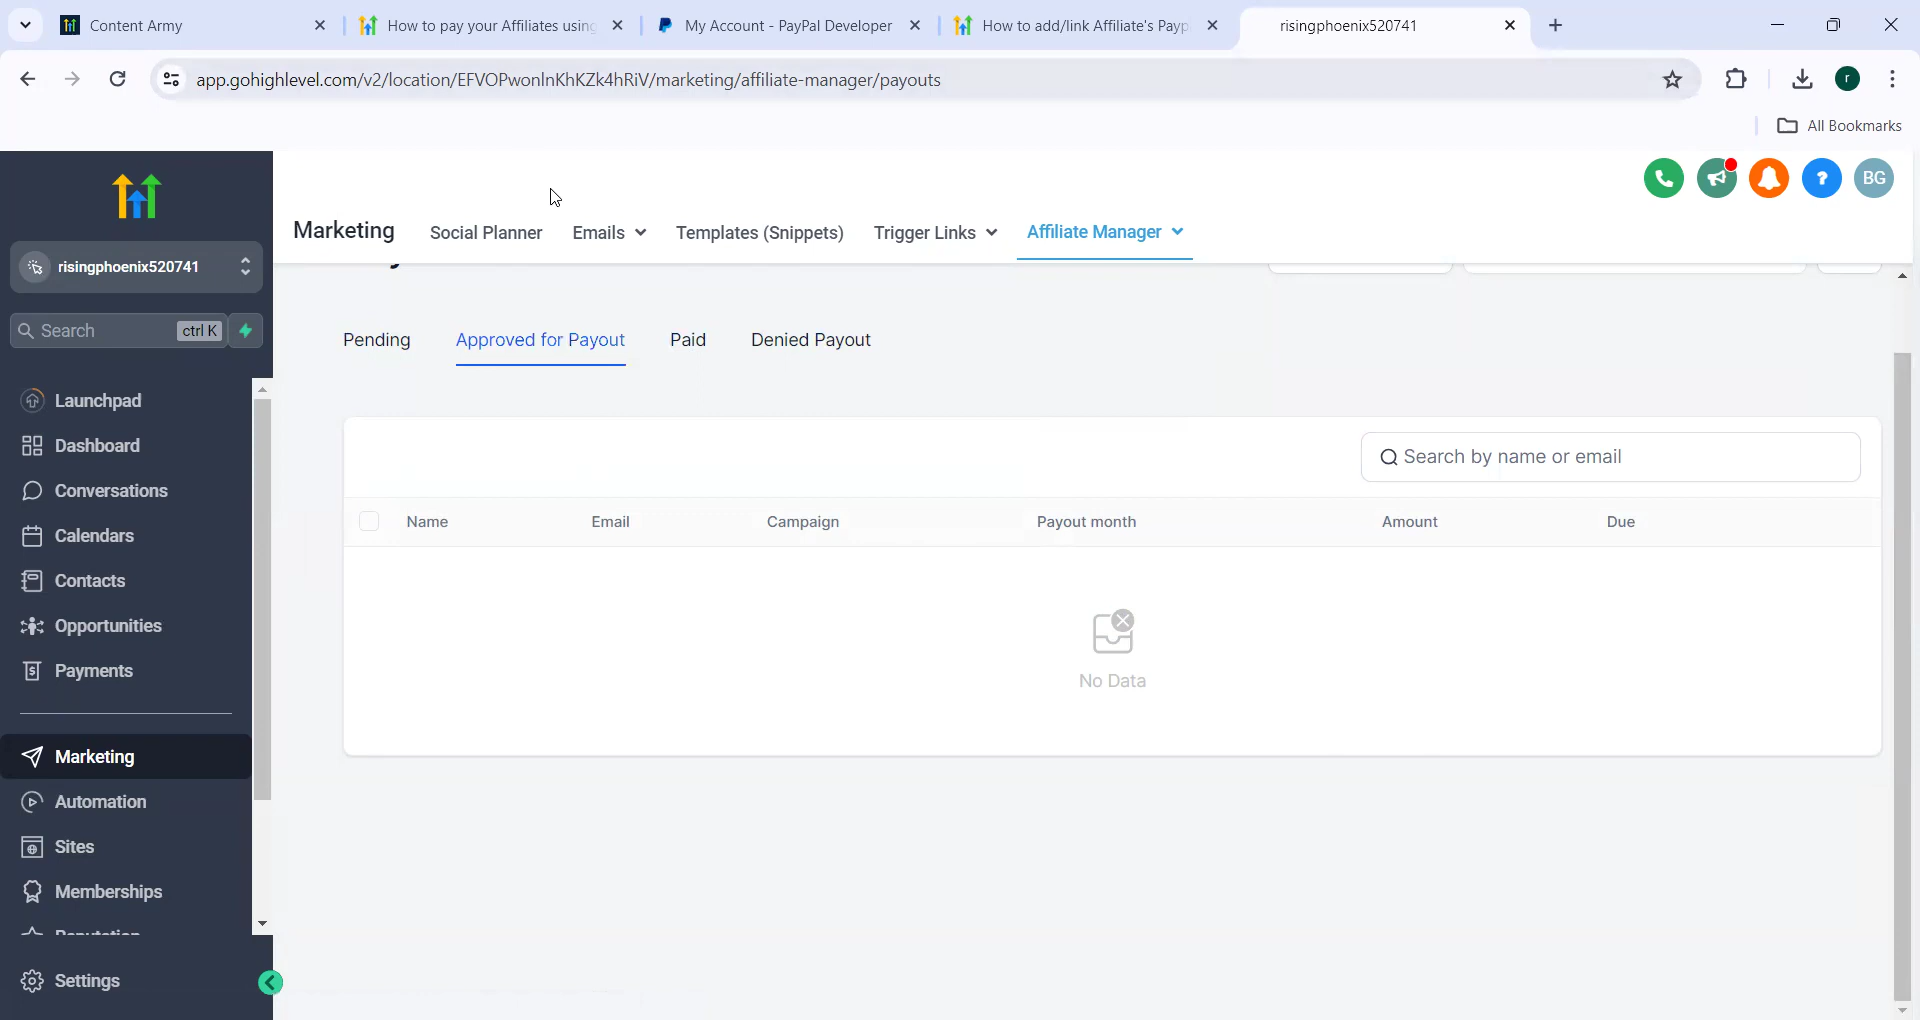 Content Army
How to pay your Affiliates using
My Account - PayPal Developer
How to add/link Affiliate's Payp
risingphoenix520741
app.gohighlevel.com/v2/location/EFVOPwonlnKhKZk4hRiV/marketing/affiliate-manager/payouts
r
All Bookmarks
BG
Marketing
Social Planner
Emails
Templates (Snippets)
Trigger Links
Affiliate Manager
risingphoenix520741
Search
ctrl K
Launchpad
Dashboard
Conversations
Calendars
Contacts
Opportunities
Payments
Marketing
Automation
Sites
Memberships
Settings
Pending
Approved for Payout
Paid
Denied Payout
Search by name or email
Name
Email
Campaign
Payout month
Amount
Due
No Data